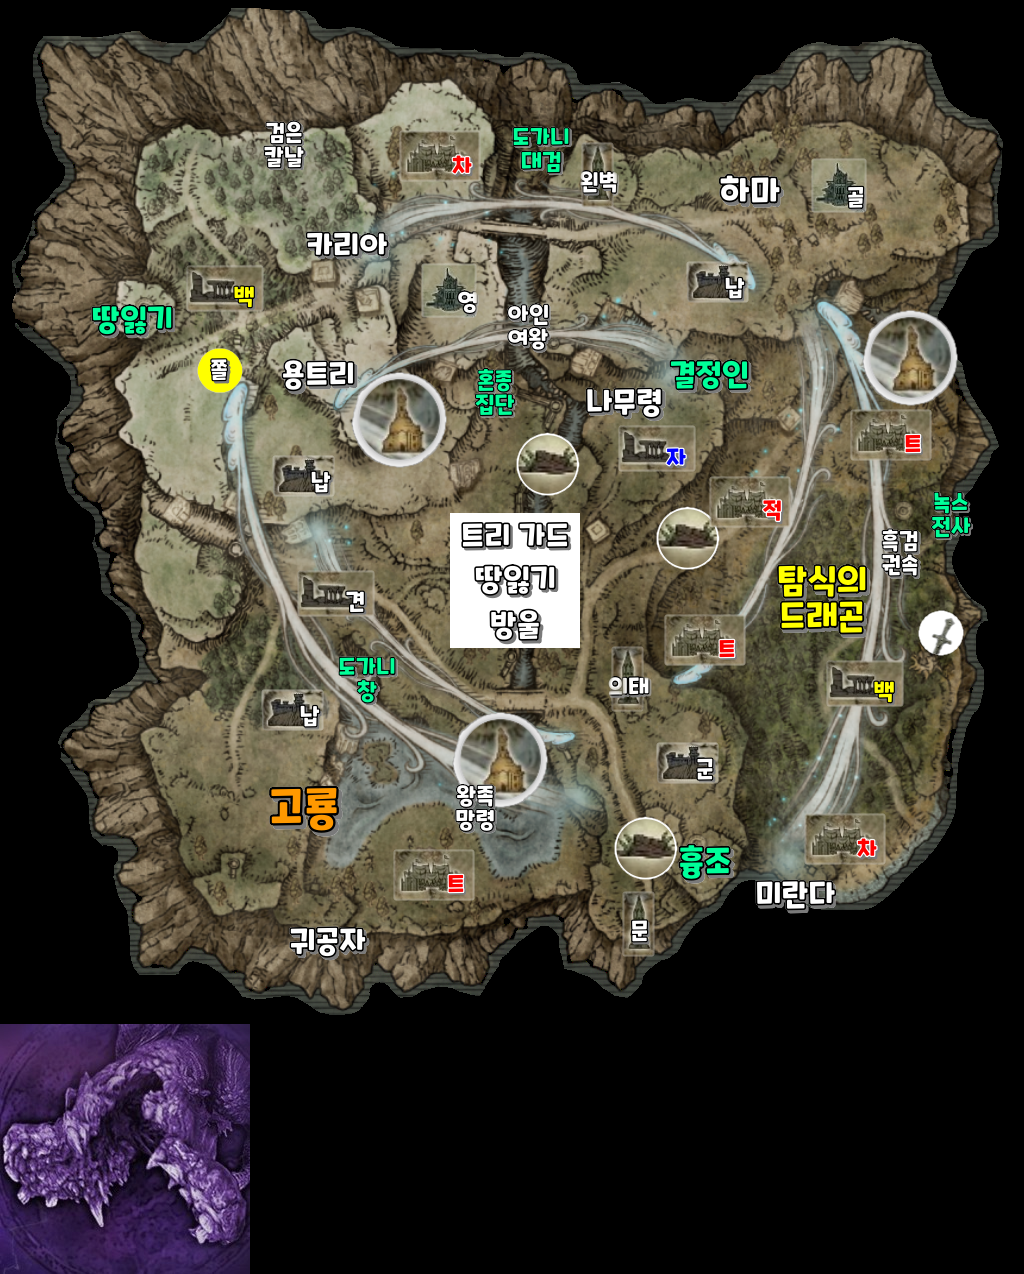 검은
칼날
차
도가니
대검
왼벽
하마
골
카리아
백
영
납
땅잃기
아인
여왕
쫄
용트리
혼종
집단
결정인
나무령
자
트
납
적
녹스
전사
트리 가드
땅잃기
방울
흑검
권속
탐식의
드래곤
견
트
도가니
창
의태
백
납
군
고룡
왕족
망령
차
흉조
트
미란다
문
귀공자